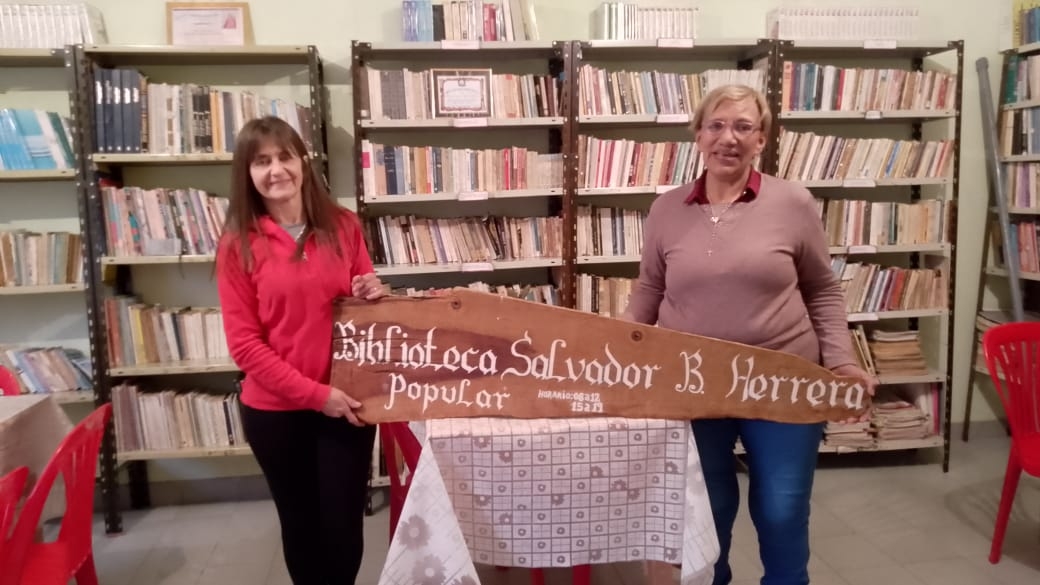 Biblioteca Salvador B. Herrera
Popular
HORARIO: 08 a 12
15 a 19